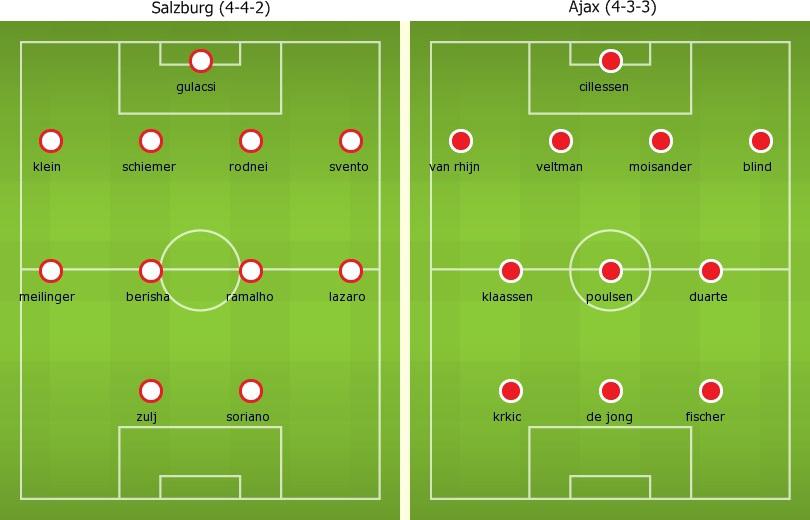 Salzburg (4-4-2)
gulacsi
klein schiemer rodnei svento
meilinger berisha ramalho lazaro
zulj soriano
Ajax (4-3-3)
cillessen
van rhijn veltman moisander blind
klaassen poulsen duarte
krkic de jong fischer